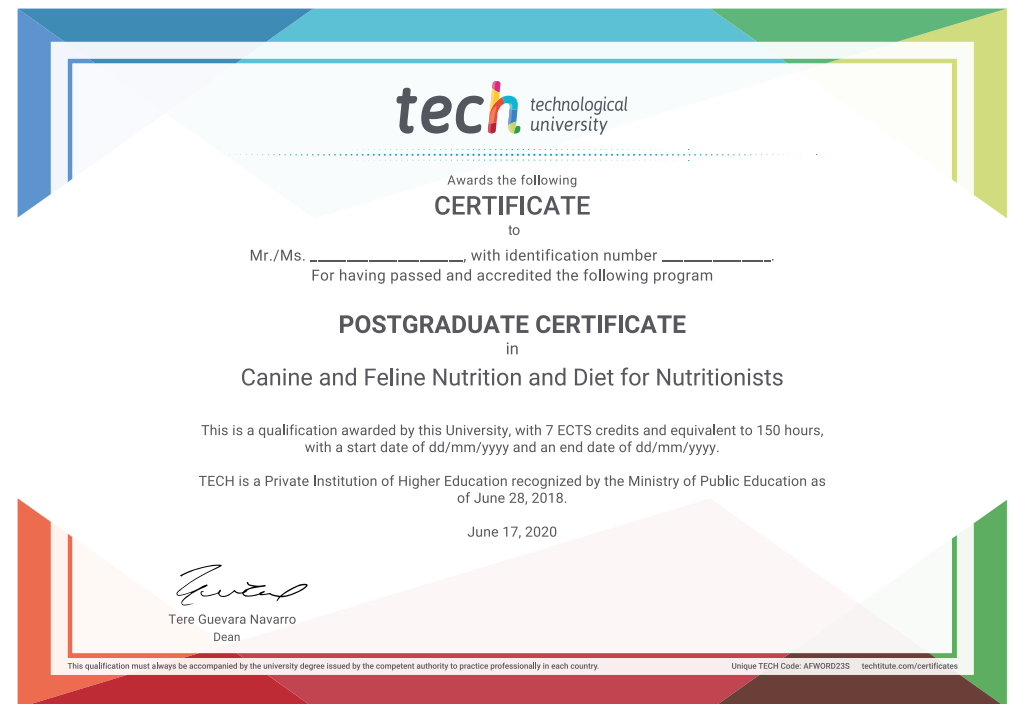 tech technological
university
Awards the following
CERTIFICATE
to
Mr./Ms. ____________________, with identification number ______________.
For having passed and accredited the following program
POSTGRADUATE CERTIFICATE
in
Canine and Feline Nutrition and Diet for Nutritionists
This is a qualification awarded by this University, with 7 ECTS credits and equivalent to 150 hours,
with a start date of dd/mm/yyyy and an end date of dd/mm/yyyy.
TECH is a Private Institution of Higher Education recognized by the Ministry of Public Education as
of June 28, 2018.
June 17, 2020
Tere Guevara Navarro
Dean
This qualification must always be accompanied by the university degree issued by the competent authority to practice professionally in each country. Unique TECH Code: AFWORD23S techtitute.com/certificates